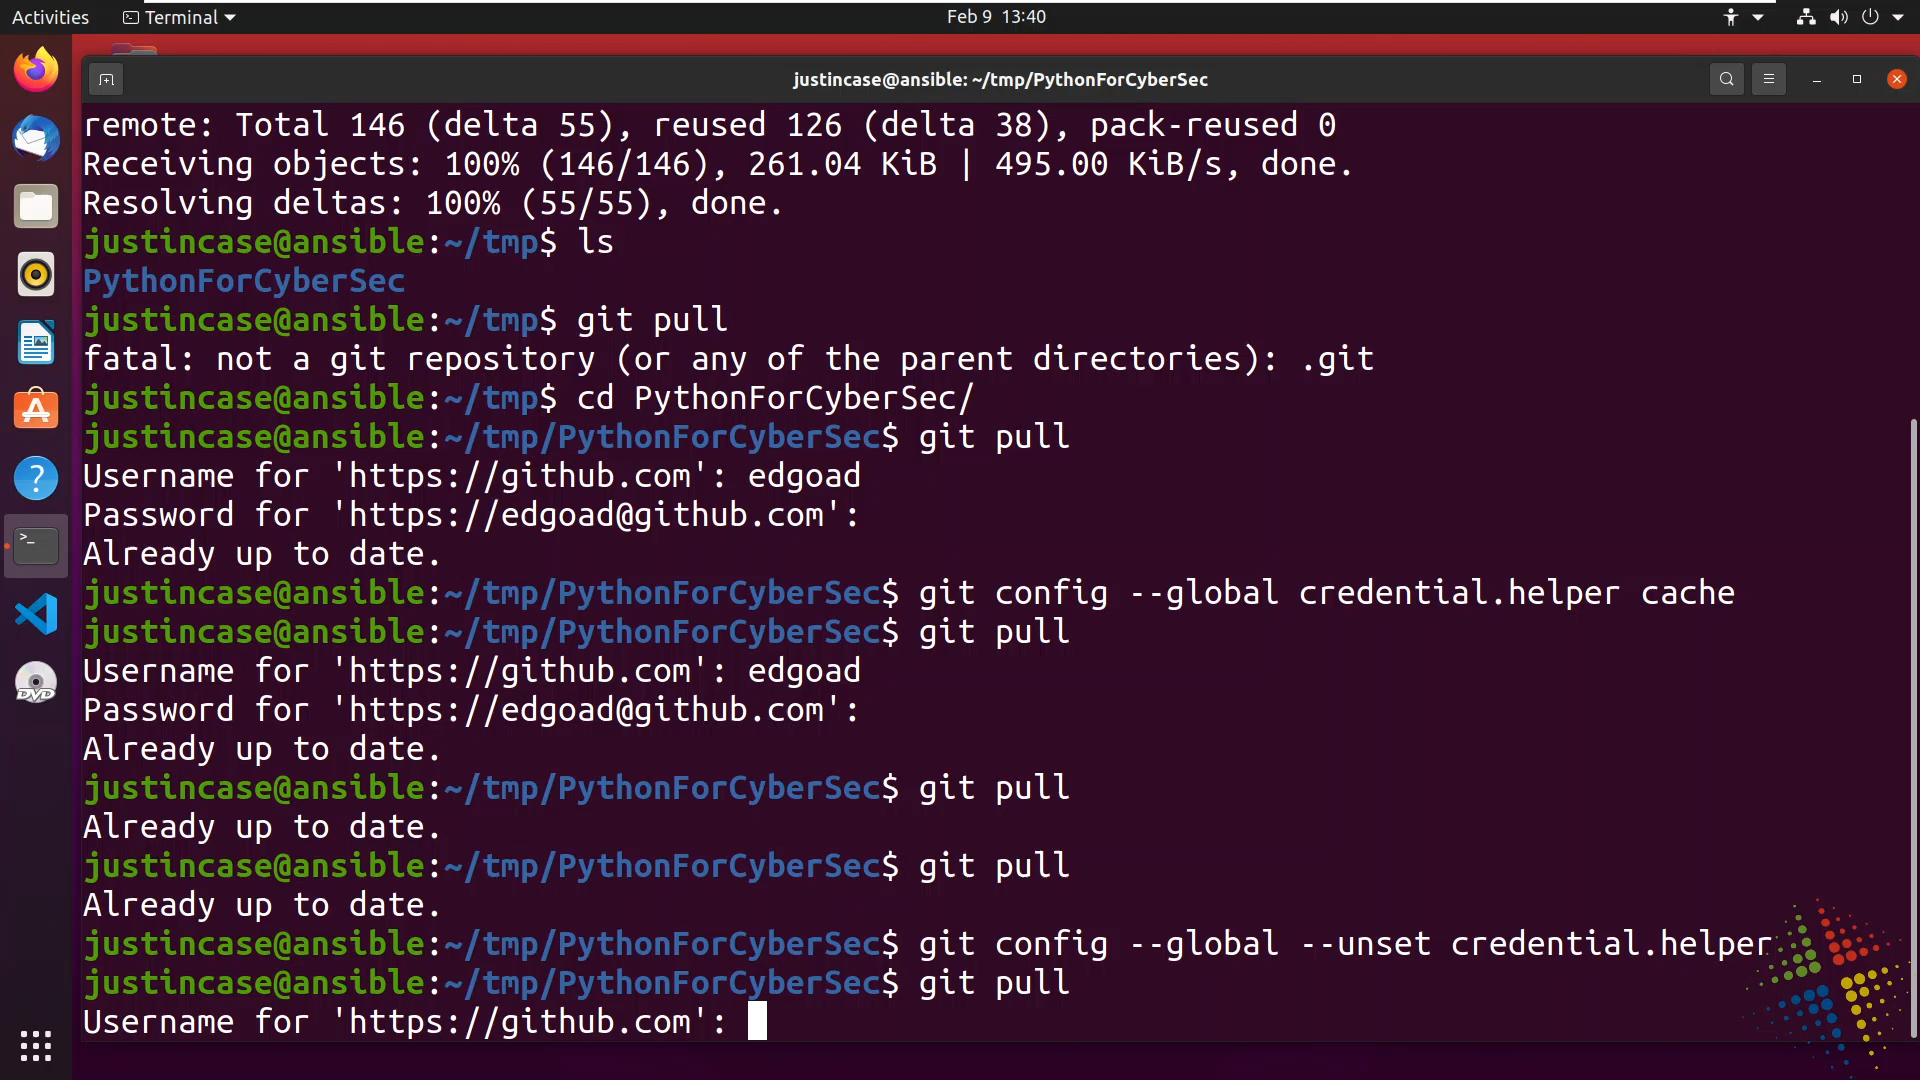 Activities
Terminal
Feb 9 13:40
justincase@ansible: ~/tmp/PythonForCyberSec
remote: Total 146 (delta 55), reused 126 (delta 38), pack-reused 0
Receiving objects: 100% (146/146), 261.04 KiB | 495.00 KiB/s, done.
Resolving deltas: 100% (55/55), done.
justincase@ansible:~/tmp$ ls
PythonForCyberSec
justincase@ansible:~/tmp$ git pull
fatal: not a git repository (or any of the parent directories): .git
justincase@ansible:~/tmp$ cd PythonForCyberSec/
justincase@ansible:~/tmp/PythonForCyberSec$ git pull
Username for 'https://github.com': edgoad
Password for 'https://edgoad@github.com':
Already up to date.
justincase@ansible:~/tmp/PythonForCyberSec$ git config --global credential.helper cache
justincase@ansible:~/tmp/PythonForCyberSec$ git pull
Username for 'https://github.com': edgoad
Password for 'https://edgoad@github.com':
Already up to date.
justincase@ansible:~/tmp/PythonForCyberSec$ git pull
Already up to date.
justincase@ansible:~/tmp/PythonForCyberSec$ git pull
Already up to date.
justincase@ansible:~/tmp/PythonForCyberSec$ git config --global --unset credential.helper
justincase@ansible:~/tmp/PythonForCyberSec$ git pull
Username for 'https://github.com':
DVD